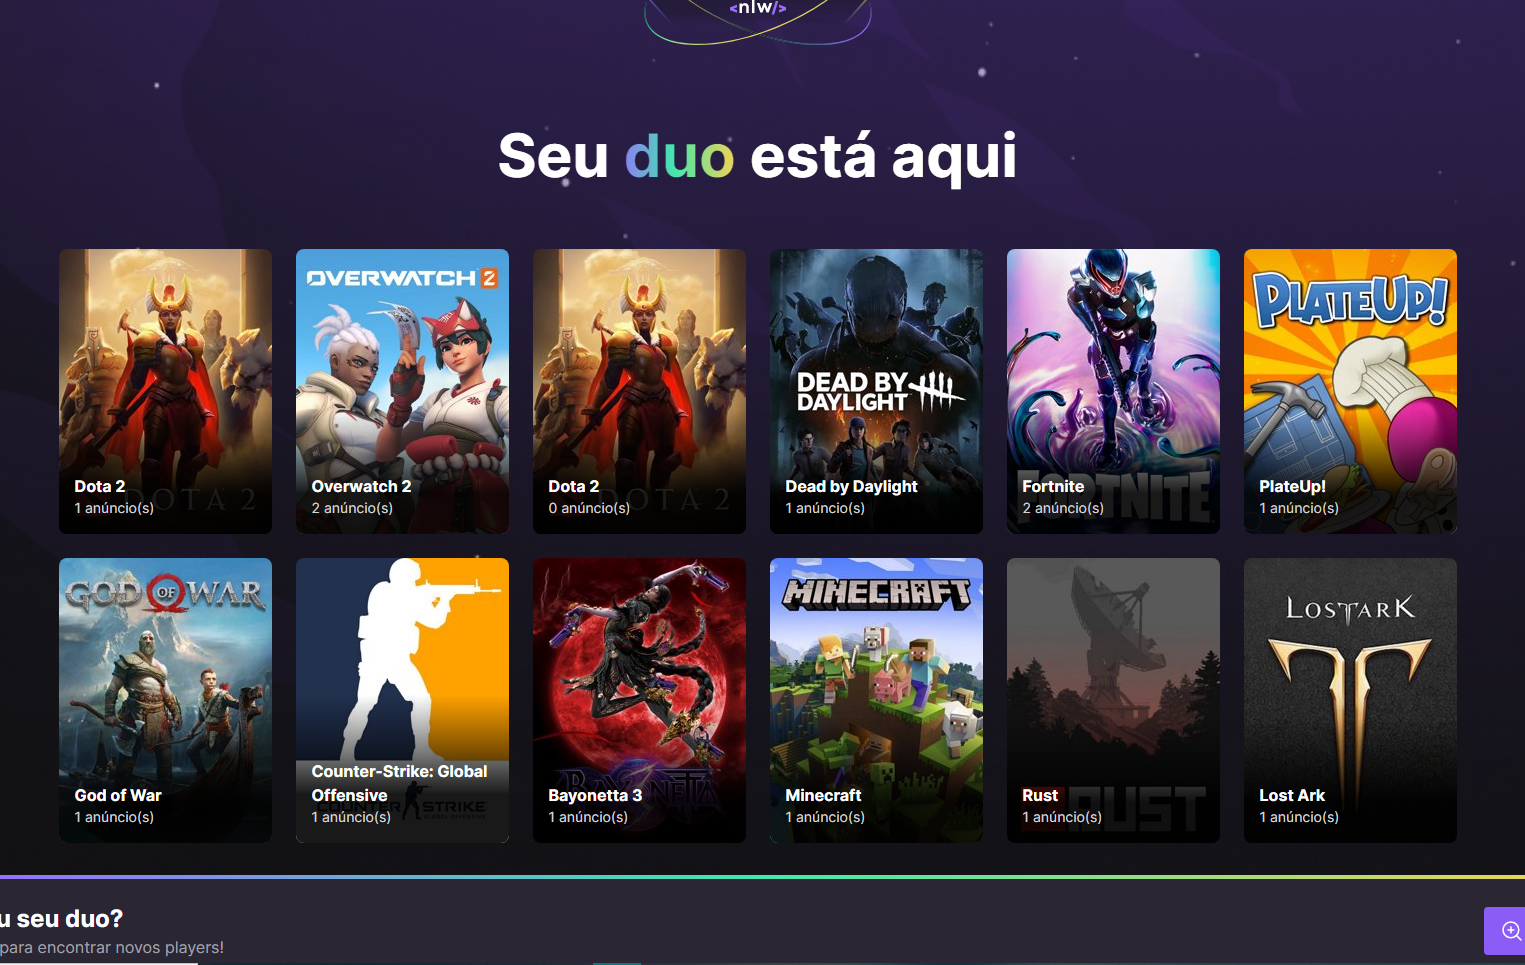 <nlw/>
Seu duo está aqui
OVERWATCH 2
DEAD BY
DAYLIGHT
PLATEUP!
Dota 2
DOTA 2
1 anúncio(s)
Overwatch 2
2 anúncio(s)
Dota 2
DOTA 2
0 anúncio(s)
Dead by Daylight
1 anúncio(s)
Fortnite
FORTNITE
2 anúncio(s)
PlateUp!
1 anúncio(s)
GOD OF WAR
MINECRAFT
LOST ARK
God of War
1 anúncio(s)
Counter-Strike: Global
Offensive
COUNTER STRIKE
GLOBAL OFFENSIVE
1 anúncio(s)
Bayonetta 3
BAYONETTA
1 anúncio(s)
Minecraft
1 anúncio(s)
Rust
RUST
1 anúncio(s)
Lost Ark
1 anúncio(s)
u seu duo?
para encontrar novos players!